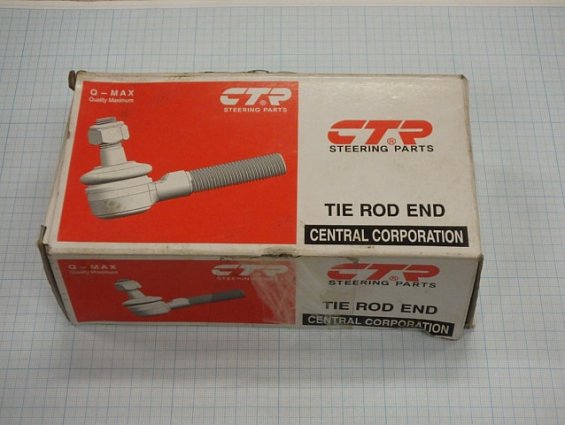 Q – MAX
Quality Maximum
CTR®
STEERING PARTS
CTR®
STEERING PARTS
TIE ROD END
CENTRAL CORPORATION
Q – MAX
Quality Maximum
CTR®
STEERING PARTS
CTR®
STEERING PARTS
TIE ROD END
CENTRAL CORPORATION